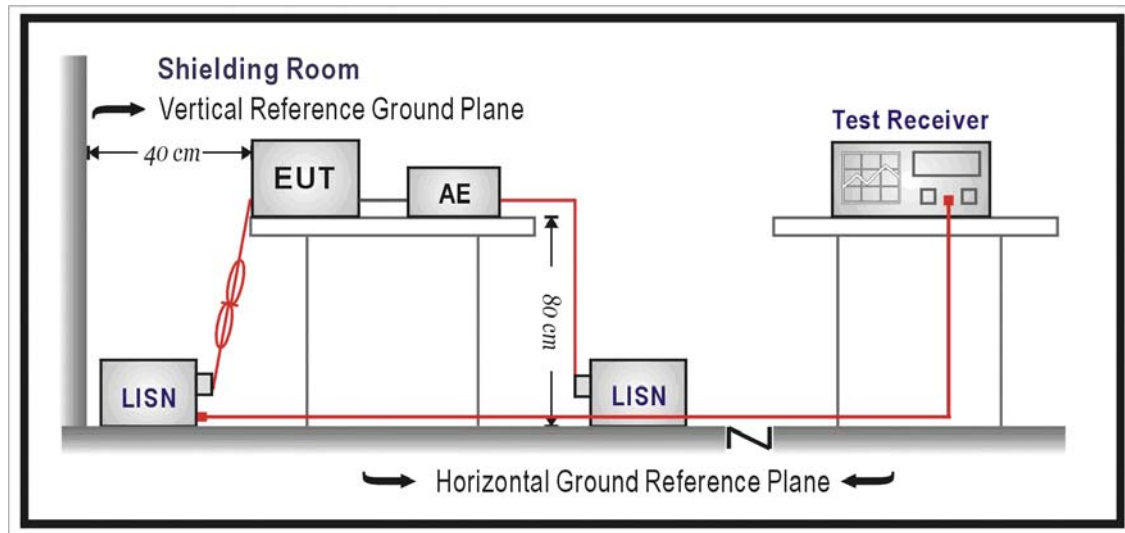 Shielding Room
Vertical Reference Ground Plane
40 cm
EUT
AE
Test Receiver
80 cm
LISN
LISN
Horizontal Ground Reference Plane